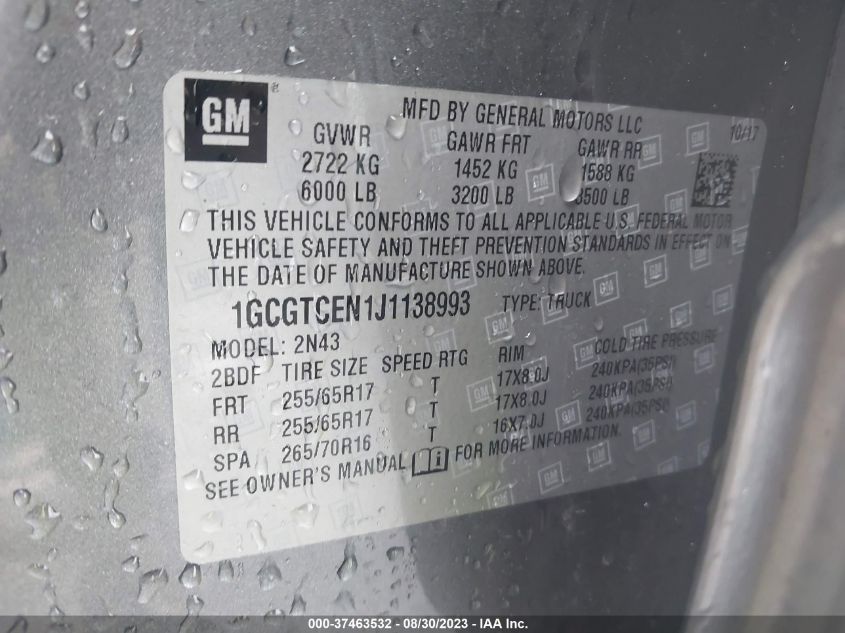 GM ®
MFD BY GENERAL MOTORS LLC 10/17
GVWR GAWR FRT GAWR RR
2722 KG 1452 KG 1588 KG
6000 LB 3200 LB 3500 LB
THIS VEHICLE CONFORMS TO ALL APPLICABLE U.S. FEDERAL MOTOR
VEHICLE SAFETY AND THEFT PREVENTION STANDARDS IN EFFECT ON
THE DATE OF MANUFACTURE SHOWN ABOVE.
1GCGTCEN1J1138993 TYPE: TRUCK
MODEL: 2N43
2BDF TIRE SIZE SPEED RTG RIM COLD TIRE PRESSURE
FRT 255/65R17 T 17X8.0J 240KPA(35PSI)
RR 255/65R17 T 17X8.0J 240KPA(35PSI)
SPA 265/70R16 T 16X7.0J 240KPA(35PSI)
SEE OWNER'S MANUAL i FOR MORE INFORMATION.
000-37463532 - 08/30/2023 - IAA Inc.